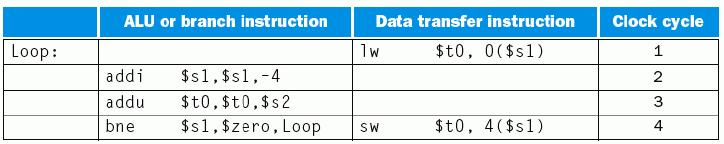 ALU or branch instruction Data transfer instruction Clock cycle
Loop: lw $t0, 0($s1) 1
addi $s1,$s1,-4 2
addu $t0,$t0,$s2 3
bne $s1,$zero,Loop sw $t0, 4($s1) 4